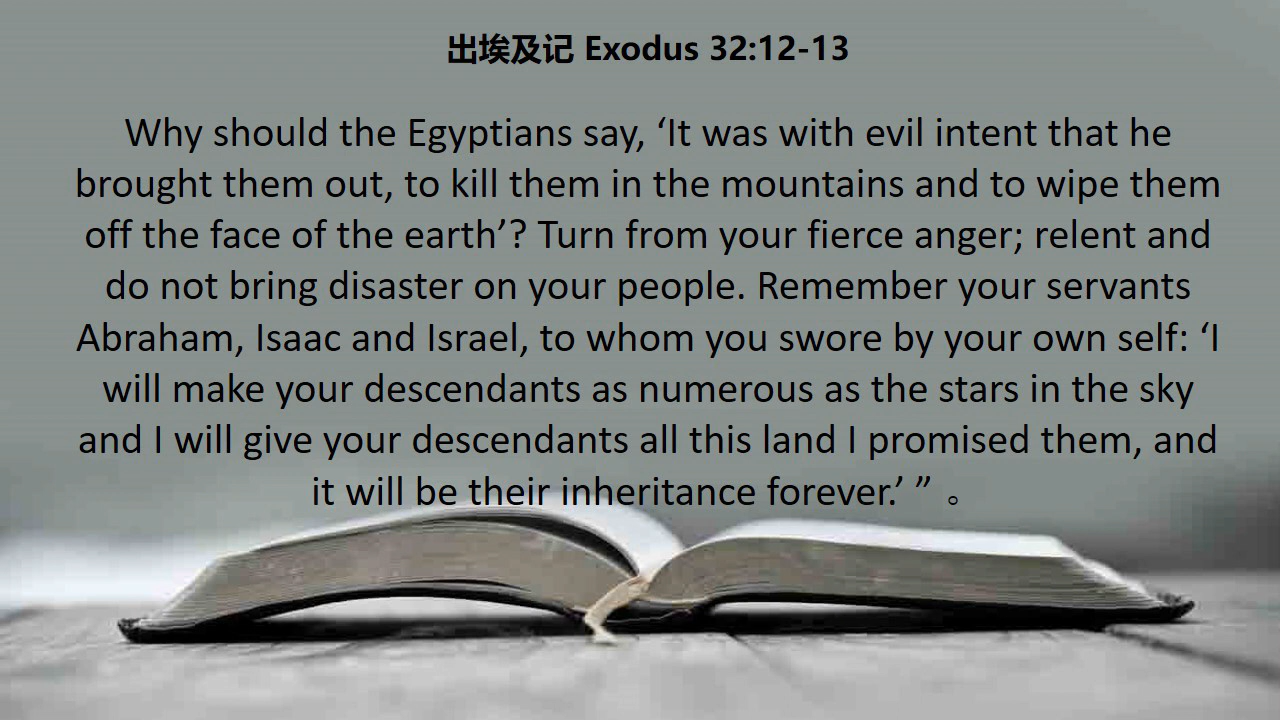 出埃及记 Exodus 32:12-13
Why should the Egyptians say, ‘It was with evil intent that he
brought them out, to kill them in the mountains and to wipe them
off the face of the earth’? Turn from your fierce anger; relent and
do not bring disaster on your people. Remember your servants
Abraham, Isaac and Israel, to whom you swore by your own self: ‘I
will make your descendants as numerous as the stars in the sky
and I will give your descendants all this land I promised them, and
it will be their inheritance forever.’ ” 。